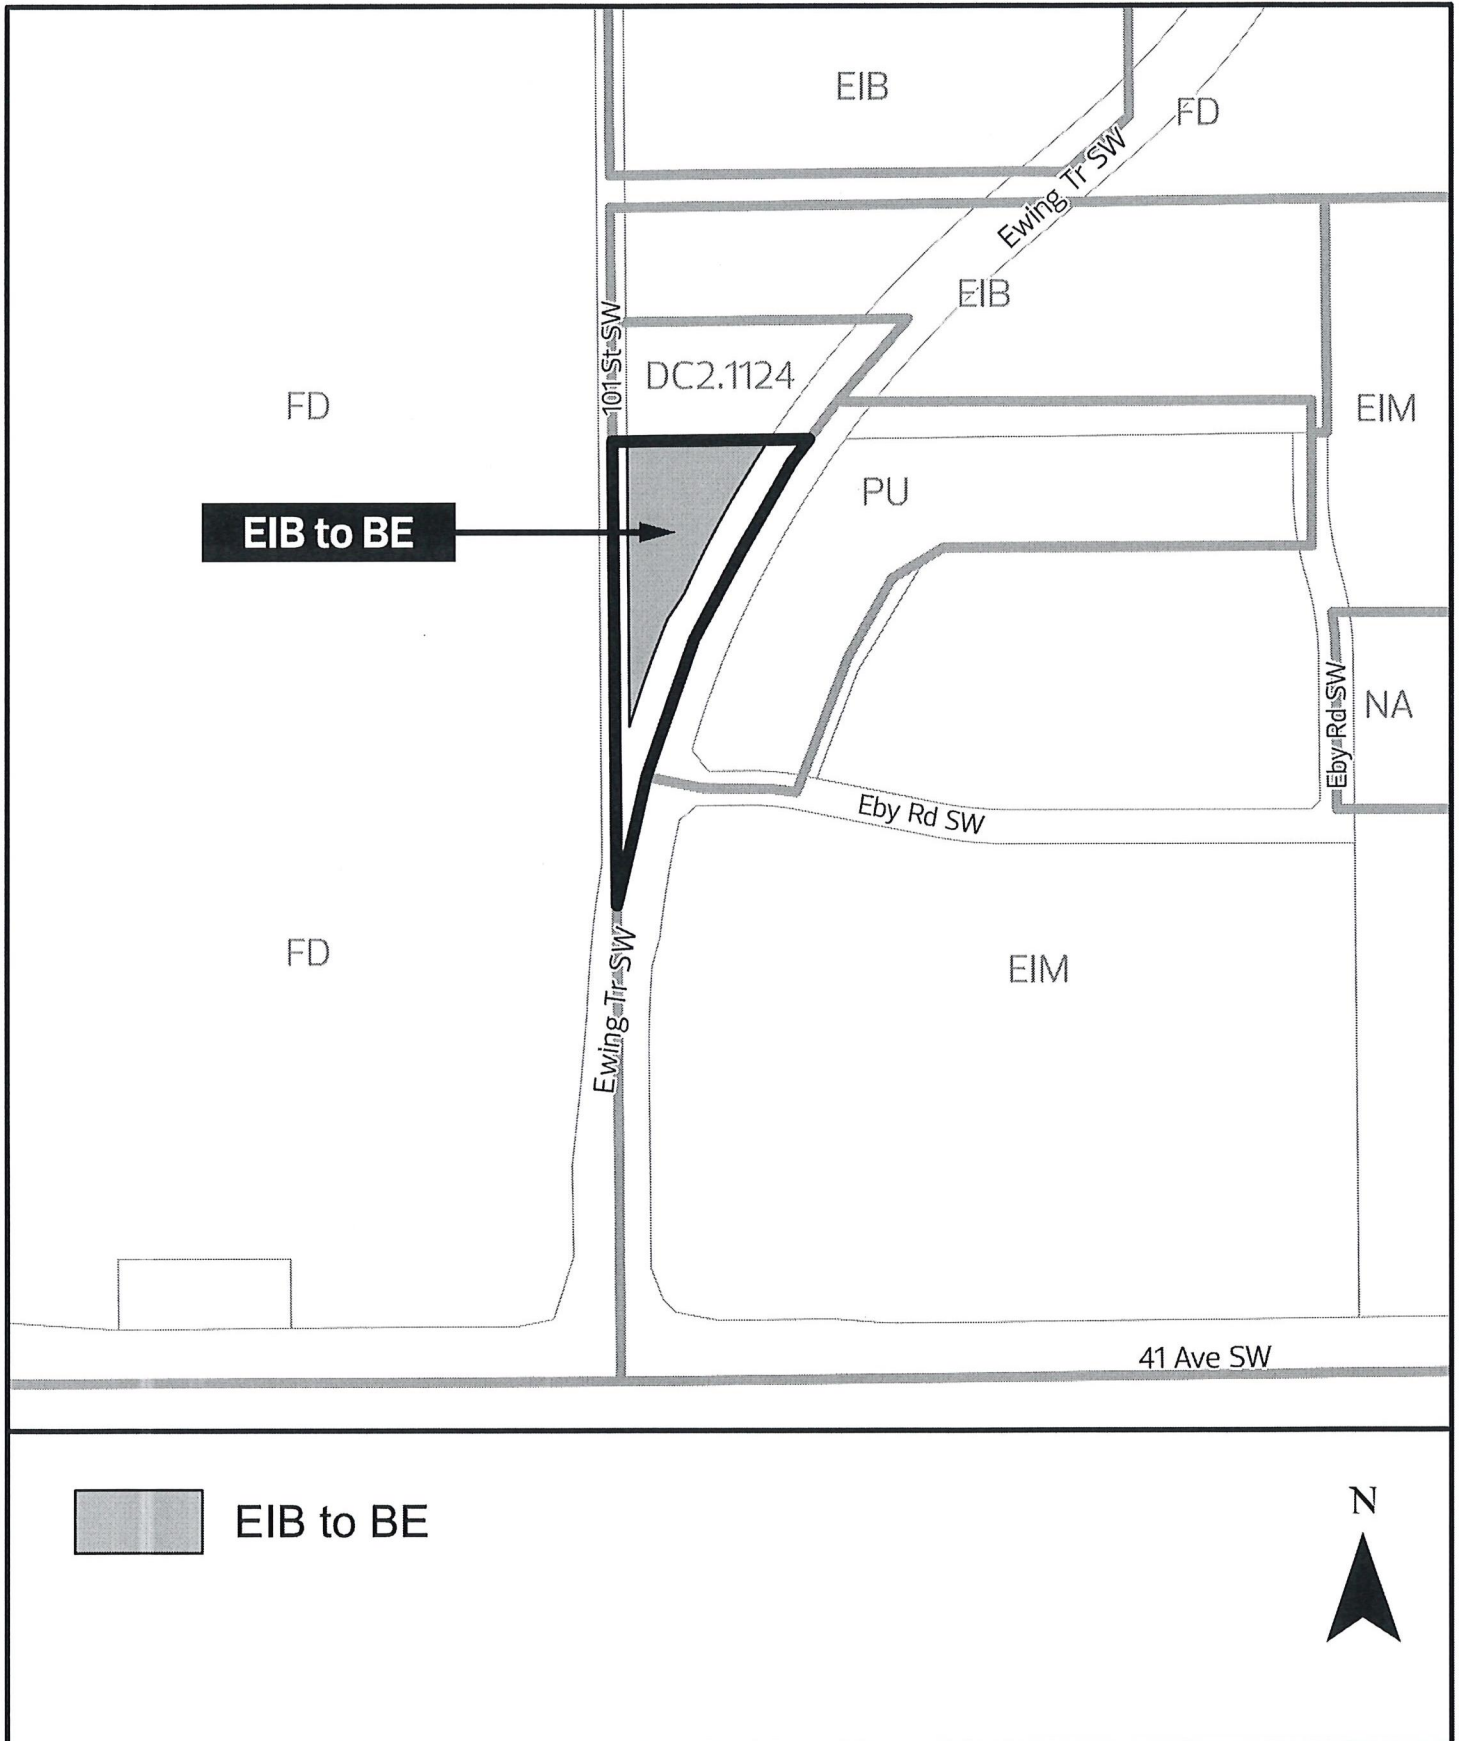 EIB
FD
Ewing Tr SW
EIB
101 St SW
DC2.1124
FD
EIM
PU
EIB to BE
NA
Eby Rd SW
Eby Rd SW
FD
Ewing Tr SW
EIM
41 Ave SW
EIB to BE
N